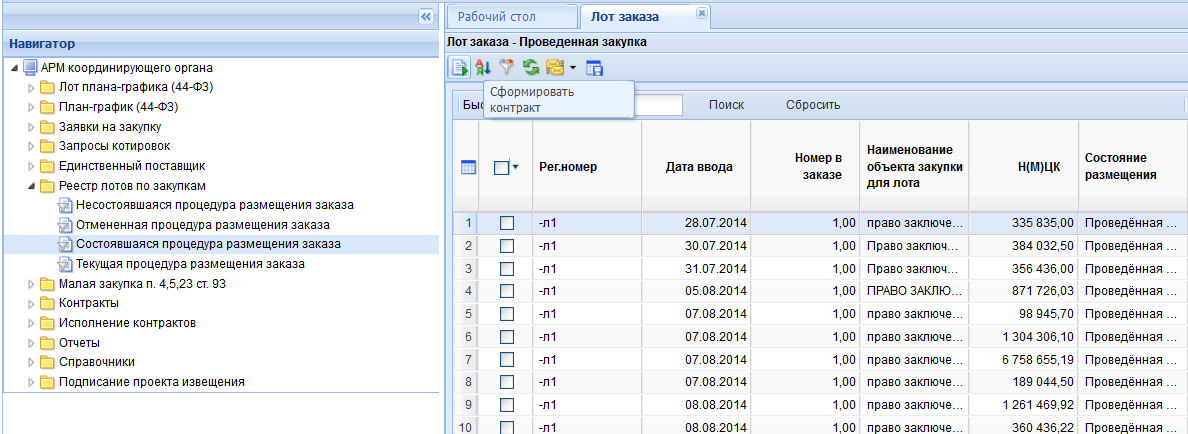 Рабочий стол
Лот заказа
Навигатор
АРМ координирующего органа
Лот плана-графика (44-ФЗ)
План-график (44-ФЗ)
Заявки на закупку
Запросы котировок
Единственный поставщик
Реестр лотов по закупкам
Несостоявшаяся процедура размещения заказа
Отмененная процедура размещения заказа
Состоявшаяся процедура размещения заказа
Текущая процедура размещения заказа
Малая закупка п. 4,5,23 ст. 93
Контракты
Исполнение контрактов
Отчеты
Справочники
Подписание проекта извещения
Лот заказа - Проведенная закупка
Сформировать
контракт
Поиск Сбросить
Рег.номер
Дата ввода
Номер в
заказе
Наименование
объекта закупки
для лота
Н(М)ЦК
Состояние
размещения
1 -л1 28.07.2014 1,00 право заключе... 335 835,00 Проведённая ...
2 -л1 30.07.2014 1,00 Право заключ... 384 032,50 Проведённая ...
3 -л1 31.07.2014 1,00 Право заключ... 356 436,00 Проведённая ...
4 -л1 05.08.2014 1,00 ПРАВО ЗАКЛЮ... 871 726,03 Проведённая ...
5 -л1 07.08.2014 1,00 право заключе... 98 945,70 Проведённая ...
6 -л1 07.08.2014 1,00 право заключе... 1 304 306,10 Проведённая ...
7 -л1 07.08.2014 1,00 право заключе... 6 758 655,19 Проведённая ...
8 -л1 07.08.2014 1,00 право заключе... 189 044,50 Проведённая ...
9 -л1 08.08.2014 1,00 право заключе... 1 261 469,92 Проведённая ...
10 -л1 08.08.2014 1,00 право заключе... 360 436,22 Проведённая ...